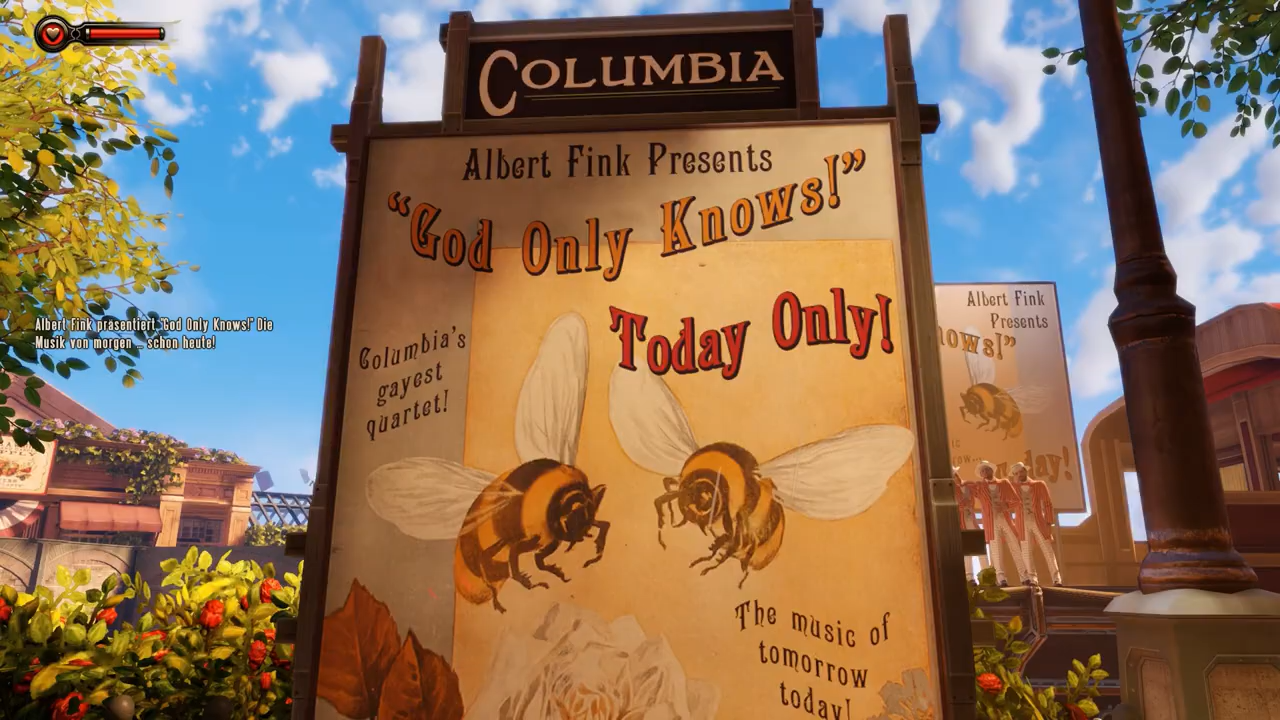 COLUMBIA
Albert Fink Presents
"God Only Knows!"
Today Only!
Columbia's
gayest
quartet!
The music of
tomorrow
today!
Albert Fink präsentiert "God Only Knows!" Die
Musik von morgen ... schon heute!
Albert Fink
Presents
nows!"
day!